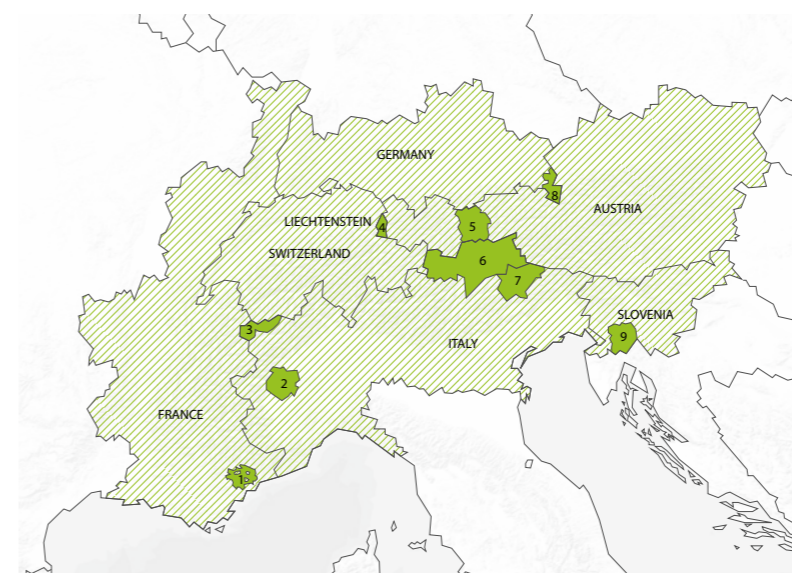 GERMANY
8
AUSTRIA
LIECHTENSTEIN
4
5
SWITZERLAND
6
7
SLOVENIA
3
9
ITALY
2
FRANCE
1